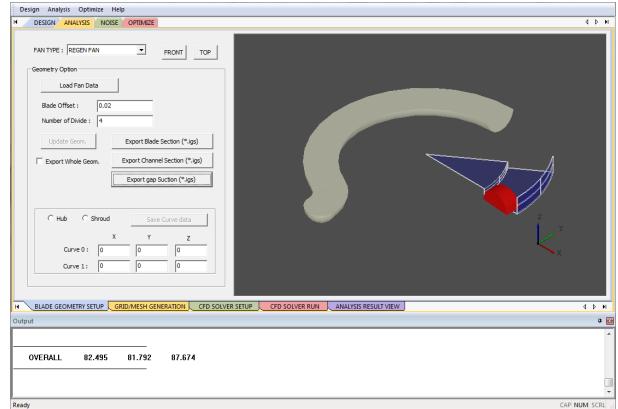 Design Analysis Optimize Help
DESIGN ANALYSIS NOISE OPTIMIZE
FAN TYPE : REGEN FAN FRONT TOP
Geometry Option
Load Fan Data
Blade Offset : 0.02
Number of Divide : 4
Update Geom. Export Blade Section (*.igs)
Export Whole Geom. Export Channel Section (*.igs)
Export gap Suction (*.igs)
Hub Shroud Save Curve data
X Y Z
Curve 0 : 0 0 0
Curve 1 : 0 0 0
Z
Y
X
BLADE GEOMETRY SETUP GRID/MESH GENERATION CFD SOLVER SETUP CFD SOLVER RUN ANALYSIS RESULT VIEW
Output
OVERALL 82.495 81.792 87.674
Ready CAP NUM SCRL